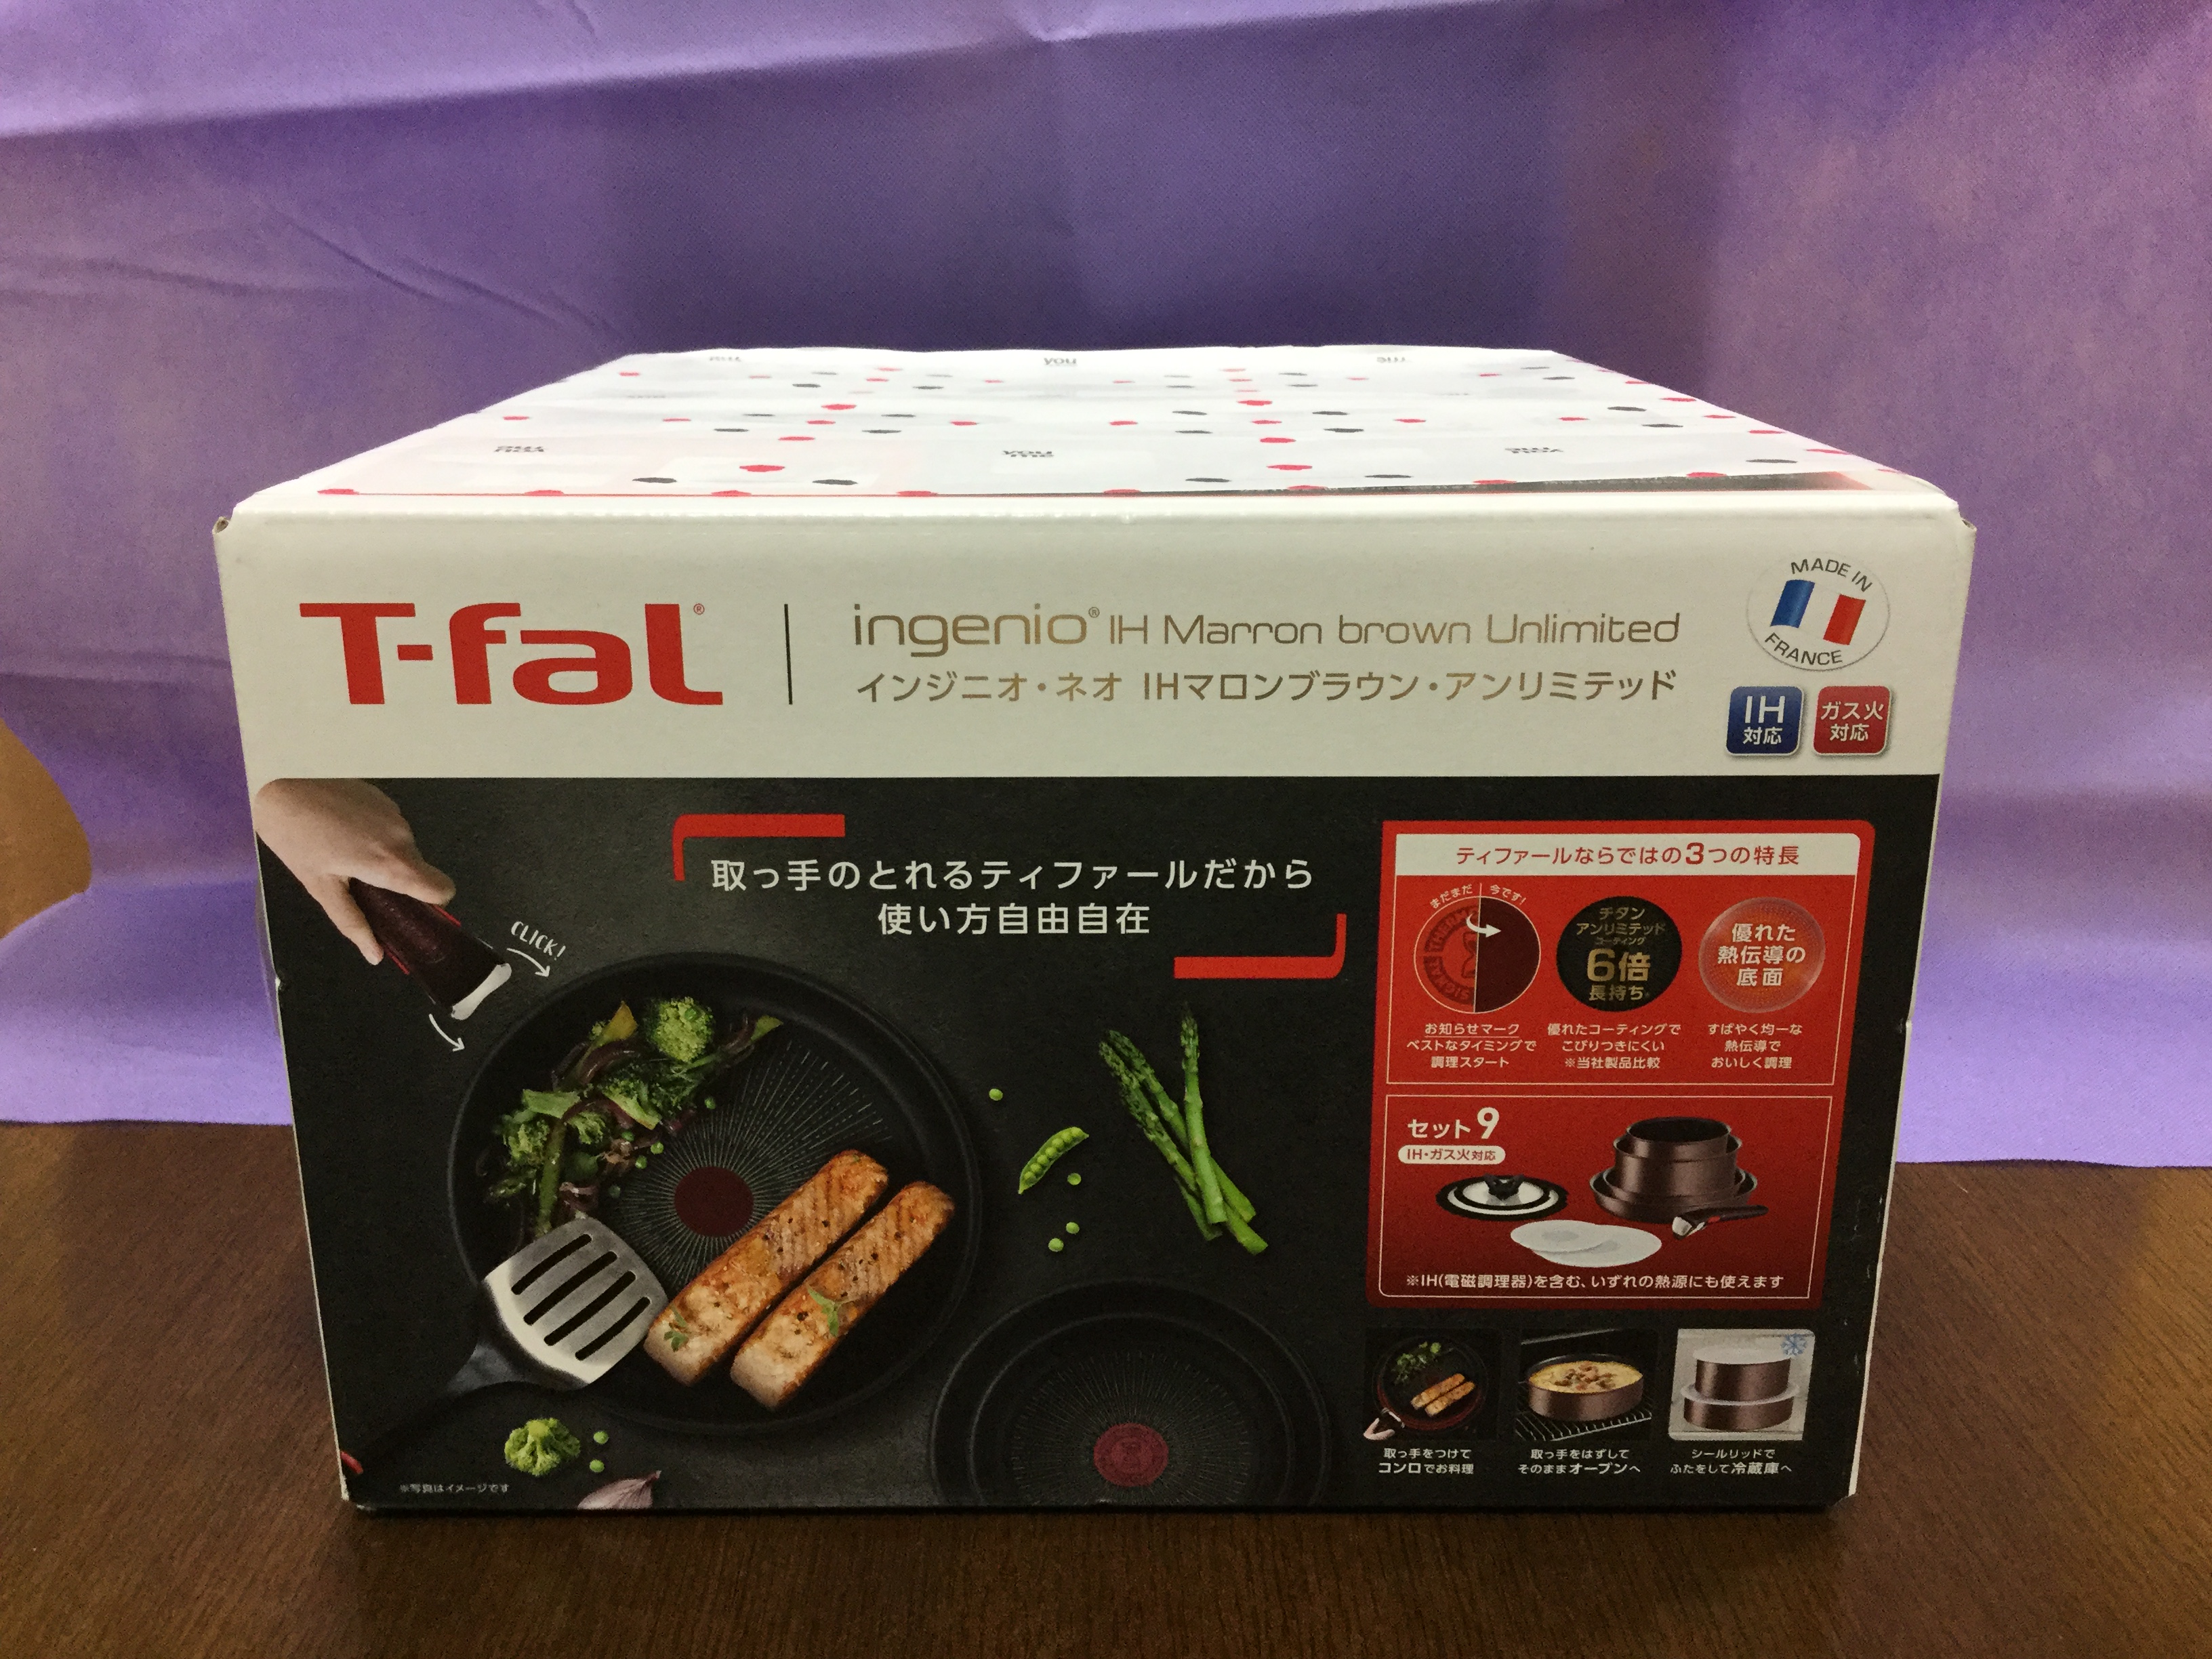 T-fal®
ingenio® IH Marron brown Unlimited
インジニオ・ネオ IHマロンブラウン・アンリミテッド
MADE IN
FRANCE
IH
対応
ガス火
対応
CLICK!
取っ手のとれるティファールだから
使い方自由自在
ティファールならではの3つの特長
まだまだ
今です!
お知らせマーク
ベストなタイミングで
調理スタート
チタン
アンリミテッド
コーティング
6倍
長持ち※
優れたコーティングで
こびりつきにくい
※当社製品比較
優れた
熱伝導の
底面
すばやく均一な
熱伝導で
おいしく調理
セット9
IH・ガス火対応
※IH(電磁調理器)を含む、いずれの熱源にも使えます
取っ手をつけて
コンロでお料理
取っ手をはずして
そのままオーブンへ
シールリッドで
ふたをして冷蔵庫へ
※写真はイメージです